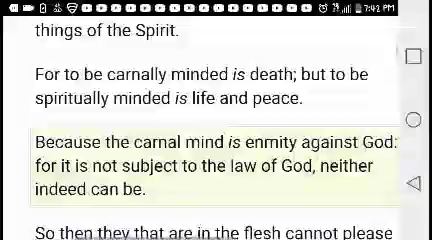 7:42 PM
things of the Spirit.
For to be carnally minded is death; but to be
spiritually minded is life and peace.
Because the carnal mind is enmity against God:
for it is not subject to the law of God, neither
indeed can be.
So then they that are in the flesh cannot please